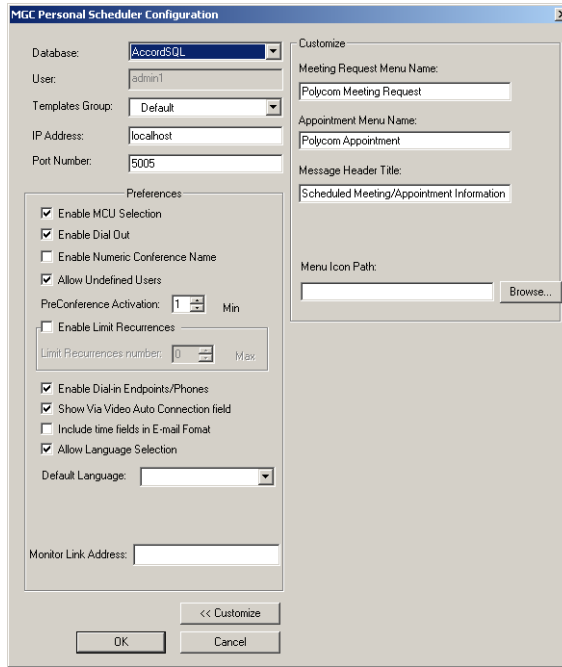 MGC Personal Scheduler Configuration
Database: AccordSQL
User: admin1
Templates Group: Default
IP Address: localhost
Port Number: 5005
Preferences
Enable MCU Selection
Enable Dial Out
Enable Numeric Conference Name
Allow Undefined Users
PreConference Activation: 1 Min
Enable Limit Recurrences
Limit Recurrences number: 0 Max
Enable Dial-in Endpoints/Phones
Show Via Video Auto Connection field
Include time fields in E-mail Fomat
Allow Language Selection
Default Language:
Monitor Link Address:
Customize
Meeting Request Menu Name:
Polycom Meeting Request
Appointment Menu Name:
Polycom Appointment
Message Header Title:
Scheduled Meeting/Appointment Information
Menu Icon Path:
Browse...
<< Customize
OK Cancel